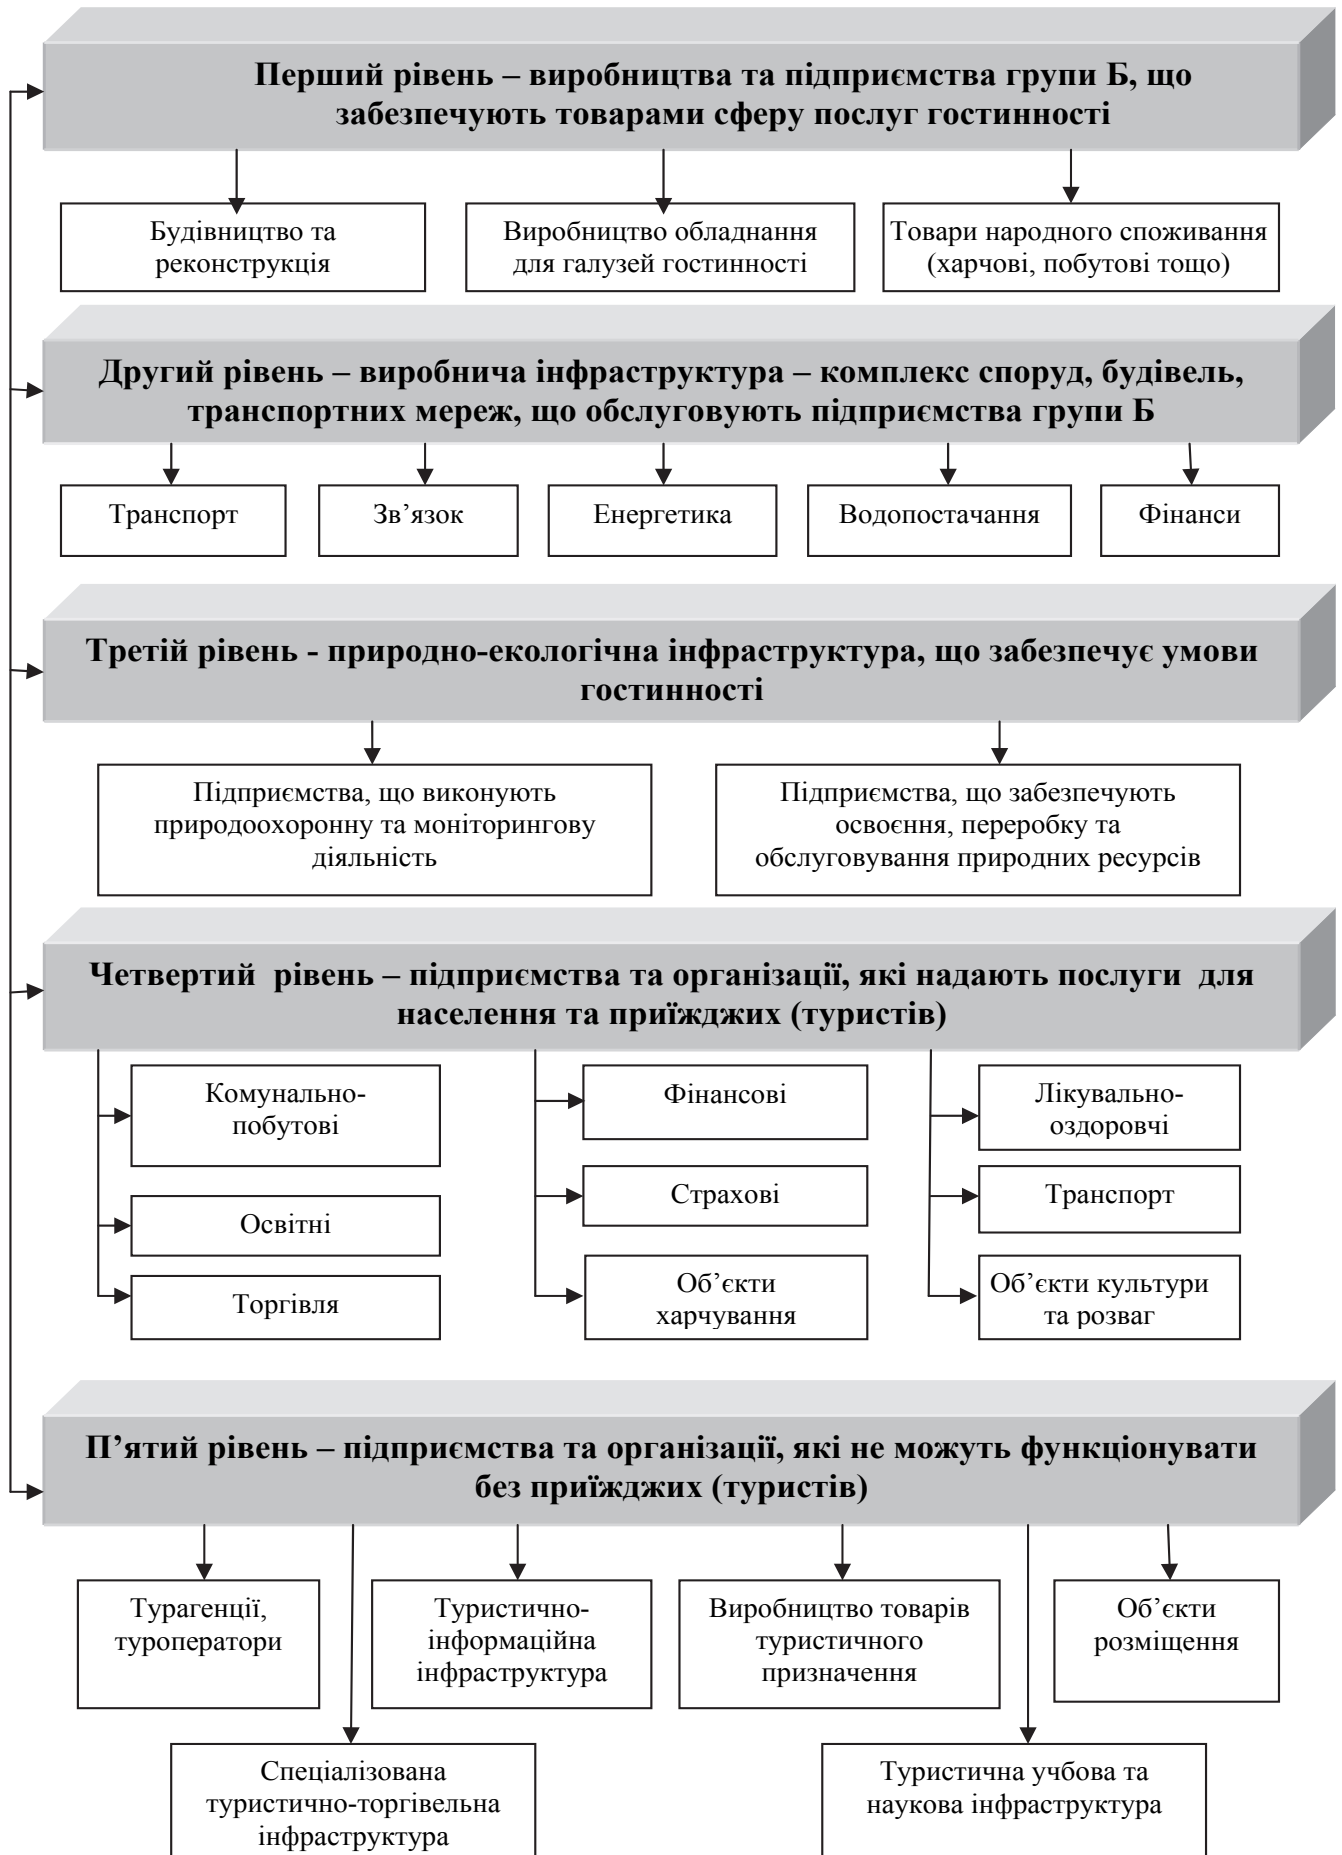 Перший рівень – виробництва та підприємства групи Б, що
забезпечують товарами сферу послуг гостинності
Будівництво та
реконструкція
Виробництво обладнання
для галузей гостинності
Товари народного споживання
(харчові, побутові тощо)
Другий рівень – виробнича інфраструктура – комплекс споруд, будівель,
транспортних мереж, що обслуговують підприємства групи Б
Транспорт
Зв’язок
Енергетика
Водопостачання
Фінанси
Третій рівень - природно-екологічна інфраструктура, що забезпечує умови
гостинності
Підприємства, що виконують
природоохоронну та моніторингову
діяльність
Підприємства, що забезпечують
освоєння, переробку та
обслуговування природних ресурсів
Четвертий  рівень – підприємства та організації, які надають послуги  для
населення та приїжджих (туристів)
Комунально-
побутові
Освітні
Торгівля
Фінансові
Страхові
Об’єкти
харчування
Лікувально-
оздоровчі
Транспорт
Об’єкти культури
та розваг
П’ятий рівень – підприємства та організації, які не можуть функціонувати
без приїжджих (туристів)
Турагенції,
туроператори
Туристично-
інформаційна
інфраструктура
Виробництво товарів
туристичного
призначення
Об’єкти
розміщення
Спеціалізована
туристично-торгівельна
інфраструктура
Туристична учбова та
наукова інфраструктура